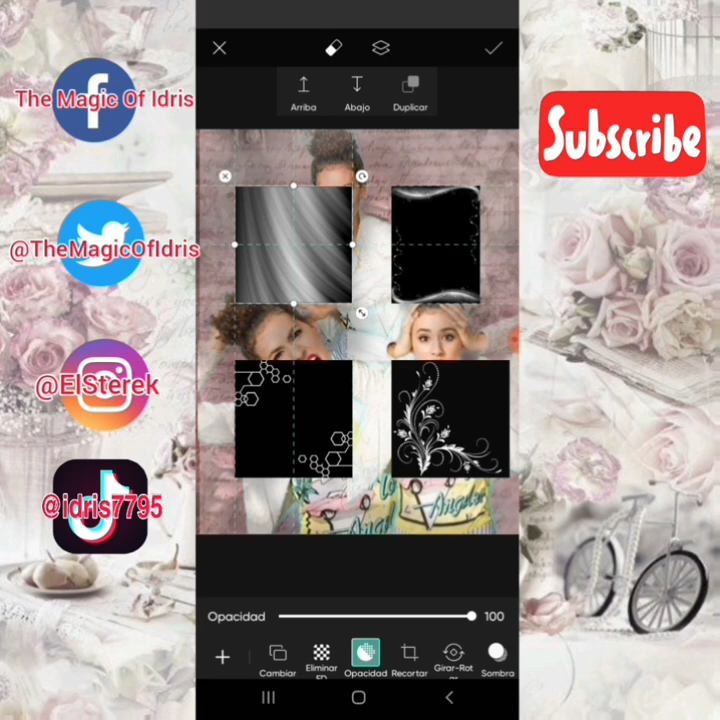 The Magic Of Idris
@TheMagicOfIdris
@ElSterek
@idris7795
Subscribe
Arriba
Abajo
Duplicar
Opacidad
100
Cambiar
Eliminar
Opacidad
Recortar
Girar-Rot
ar
Sombra